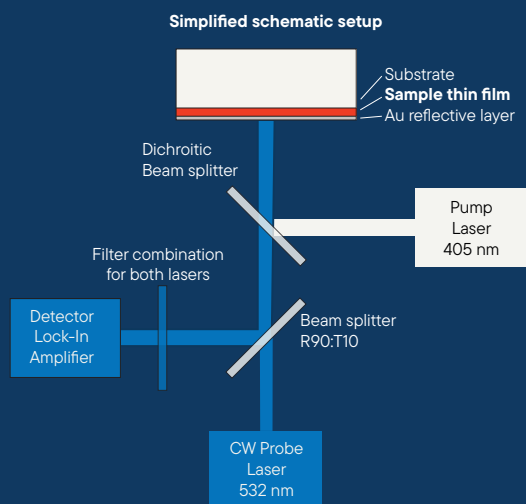 Simplified schematic setup
Substrate
Sample thin film
Au reflective layer
Dichroitic
Beam splitter
Pump
Laser
405 nm
Filter combination
for both lasers
Detector
Lock-In
Amplifier
Beam splitter
R90:T10
CW Probe
Laser
532 nm